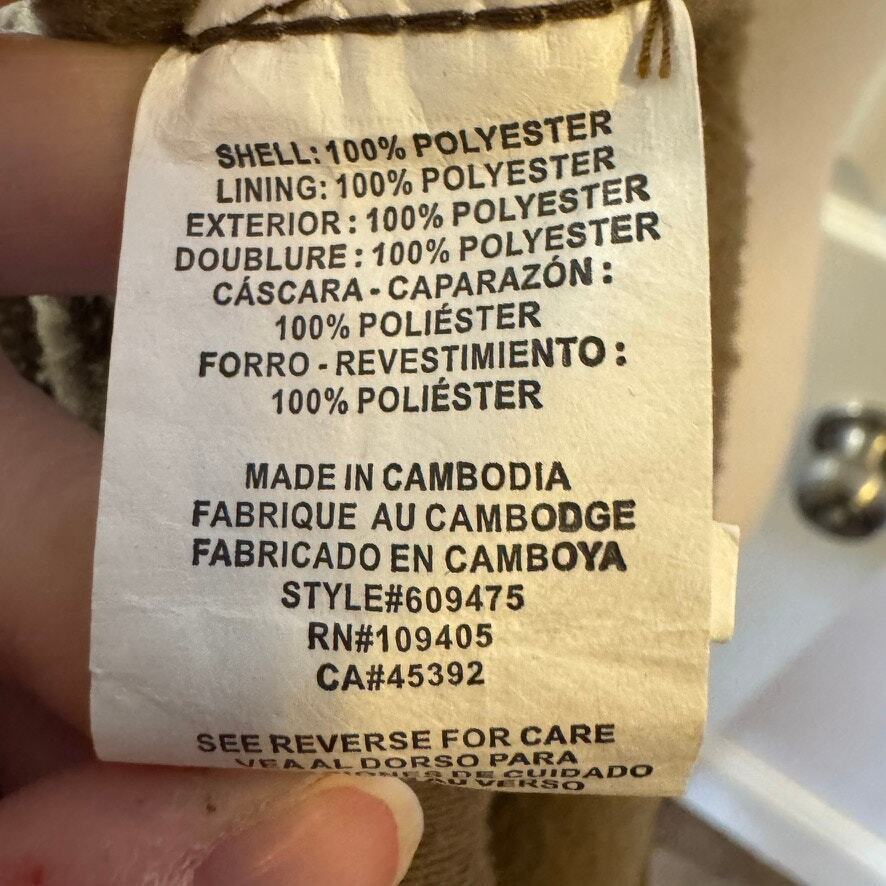 SHELL: 100% POLYESTER
LINING: 100% POLYESTER
EXTERIOR : 100% POLYESTER
DOUBLURE : 100% POLYESTER
CÁSCARA - CAPARAZÓN :
100% POLIÉSTER
FORRO - REVESTIMIENTO :
100% POLIÉSTER
MADE IN CAMBODIA
FABRIQUE AU CAMBODGE
FABRICADO EN CAMBOYA
STYLE#609475
RN#109405
CA#45392
SEE REVERSE FOR CARE
VEA AL DORSO PARA
DE CUIDADO
AU VERSO